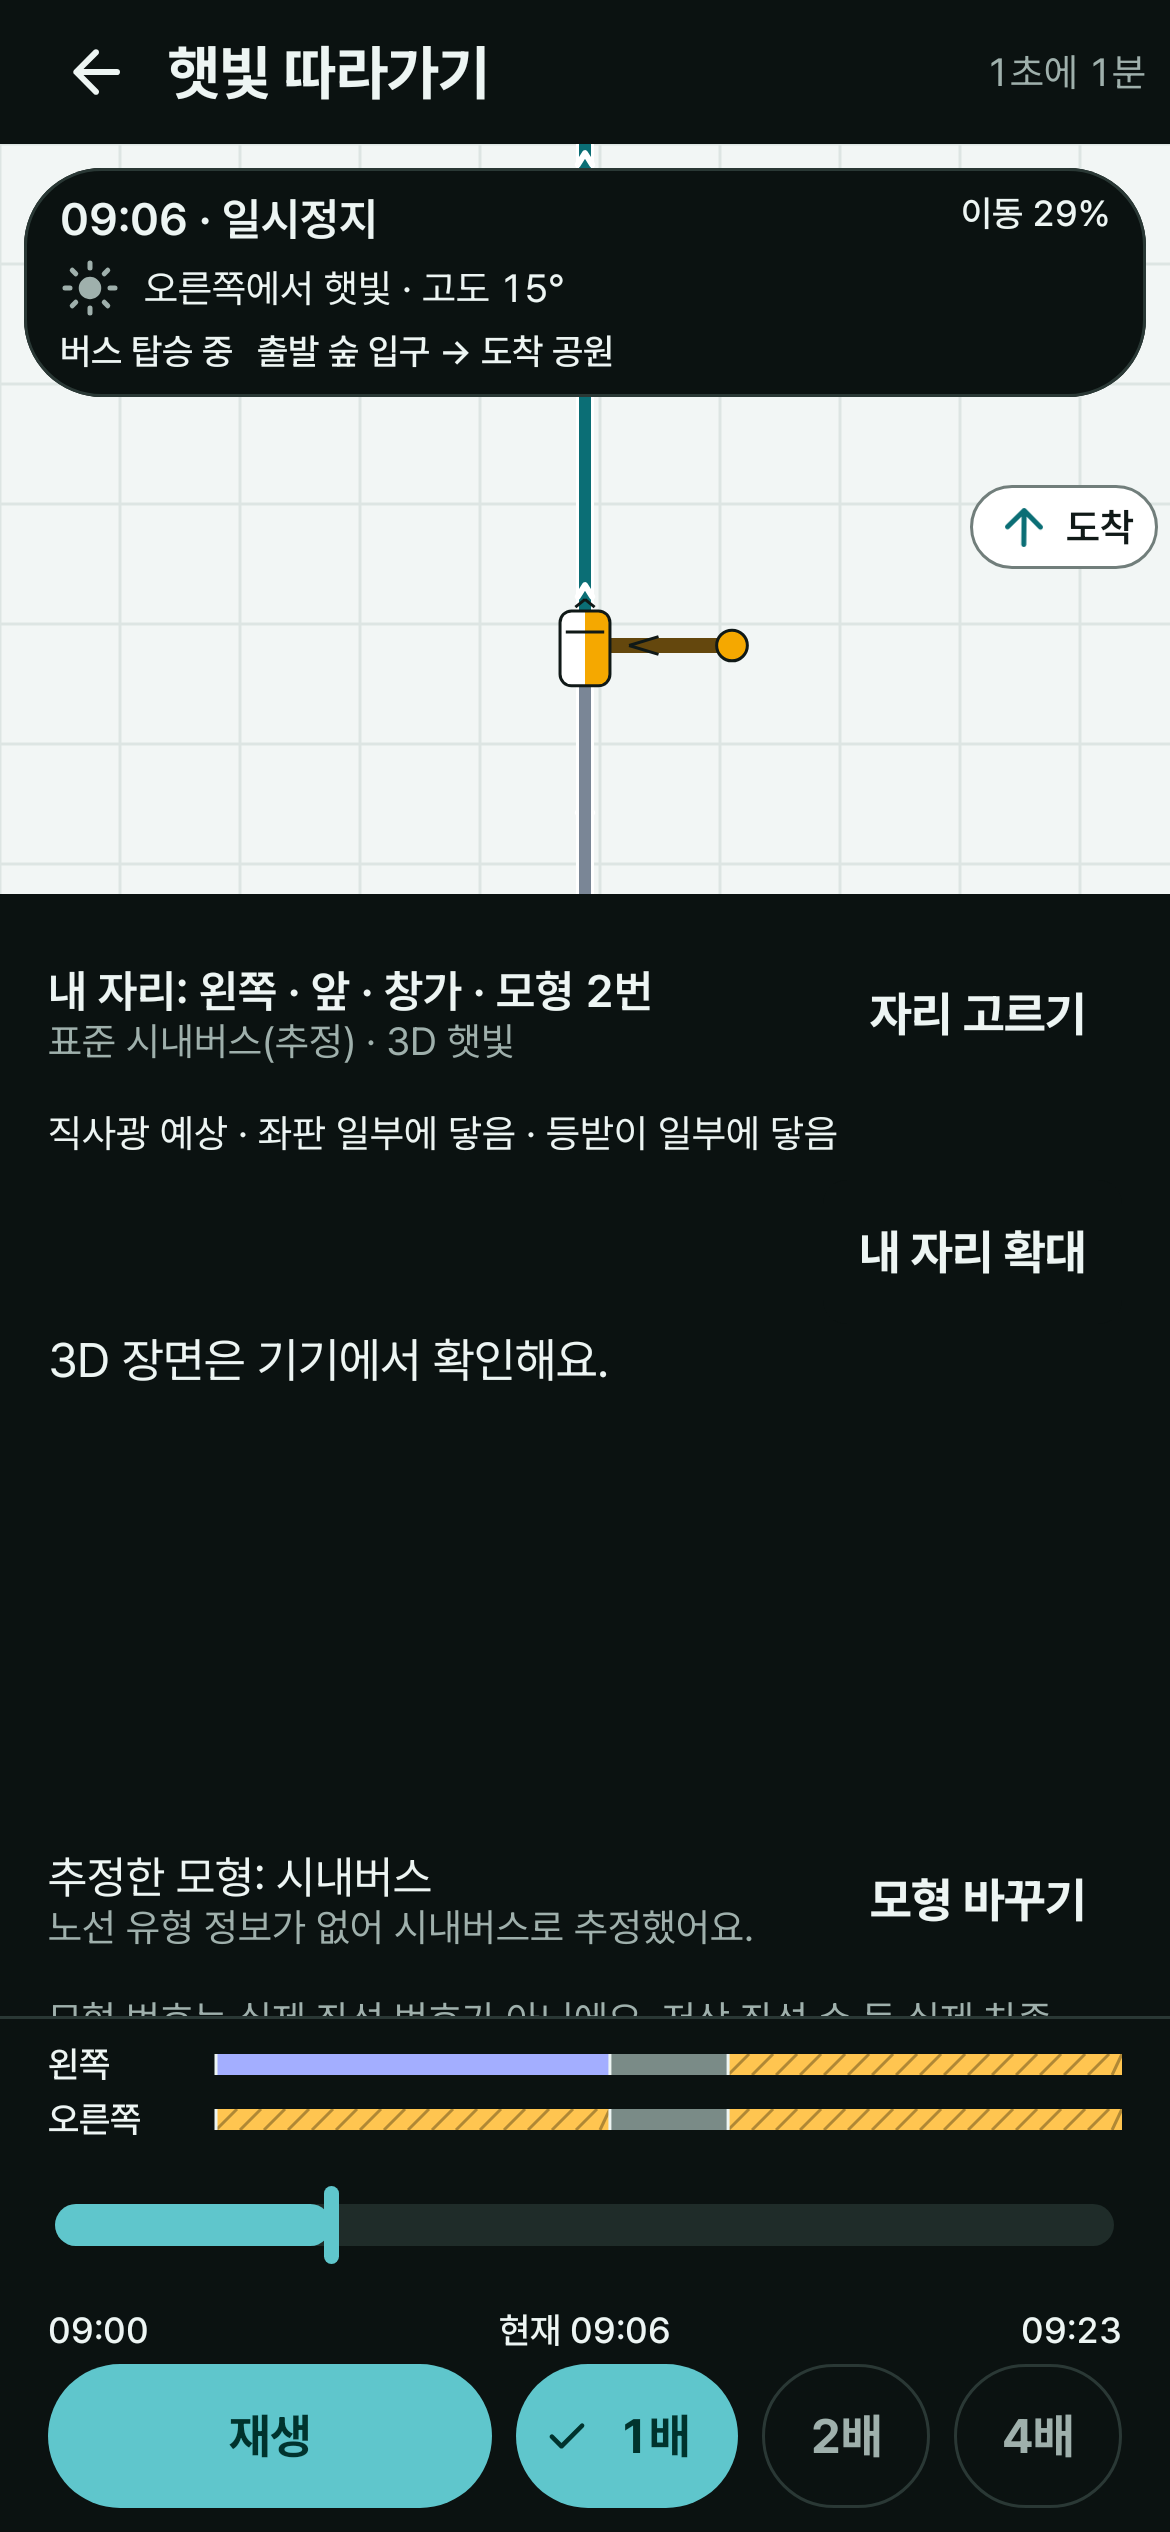 햇빛 따라가기
1초에 1분
09:06 · 일시정지
이동 29%
오른쪽에서 햇빛 · 고도 15°
버스 탑승 중 출발 숲 입구 → 도착 공원
도착
내 자리: 왼쪽 · 앞 · 창가 · 모형 2번
표준 시내버스(추정) · 3D 햇빛
자리 고르기
직사광 예상 · 좌판 일부에 닿음 · 등받이 일부에 닿음
내 자리 확대
3D 장면은 기기에서 확인해요.
추정한 모형: 시내버스
노선 유형 정보가 없어 시내버스로 추정했어요.
모형 바꾸기
왼쪽
오른쪽
09:00
현재 09:06
09:23
재생
1배
2배
4배